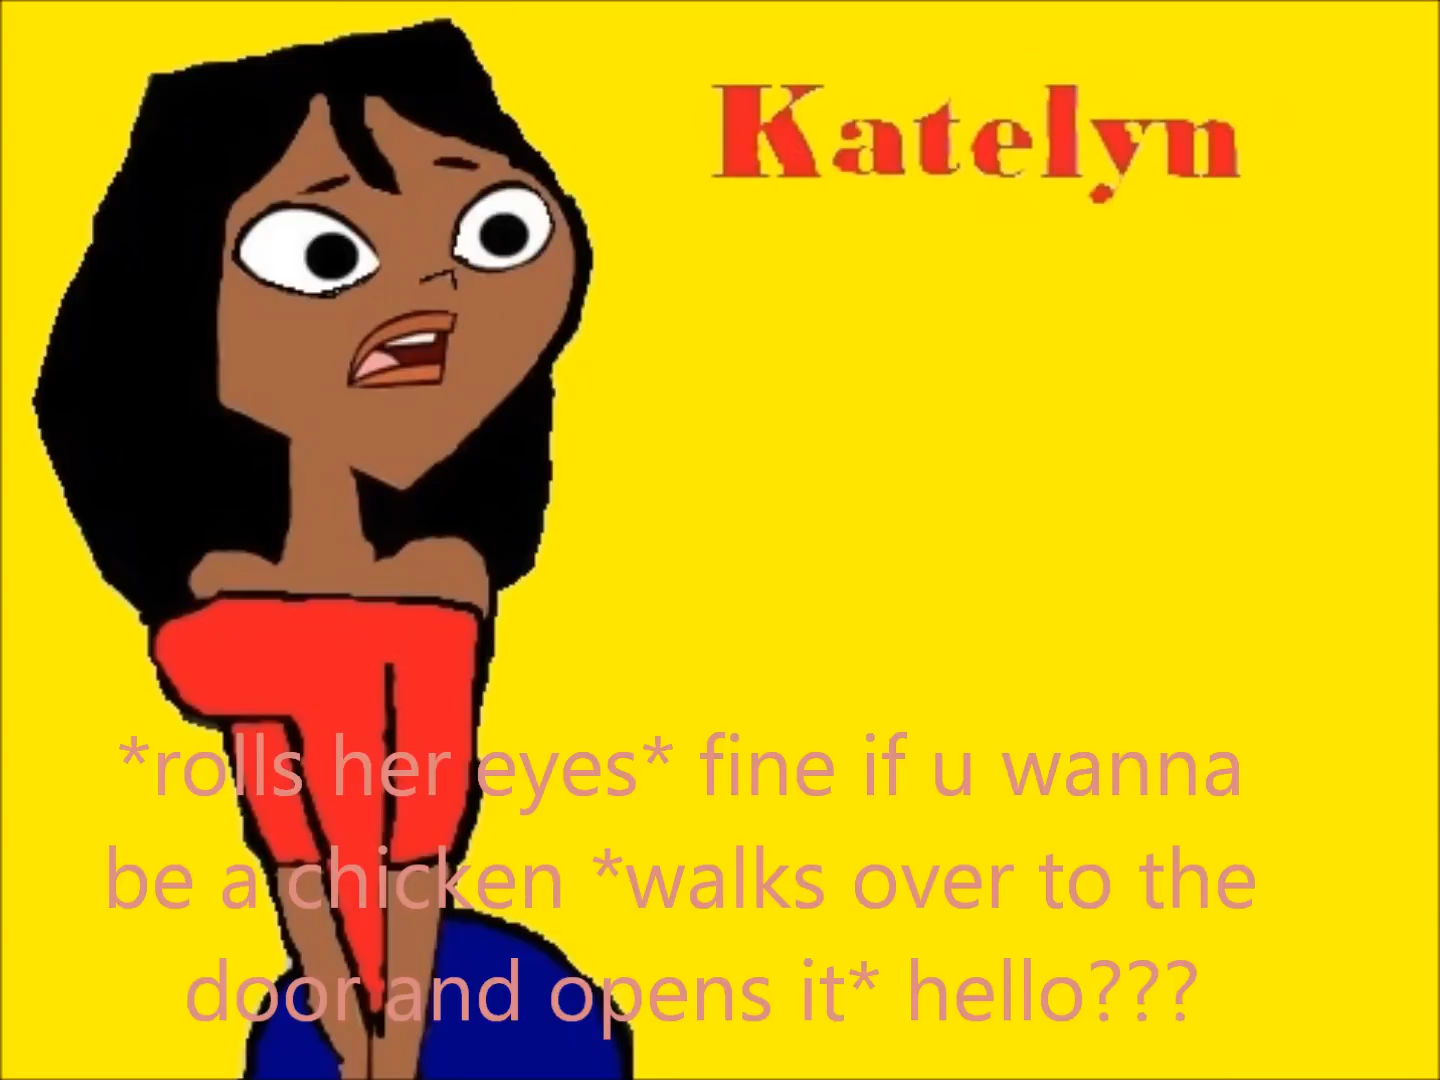 Katelyn
*rolls her eyes* fine if u wanna
be a chicken *walks over to the
door and opens it* hello???